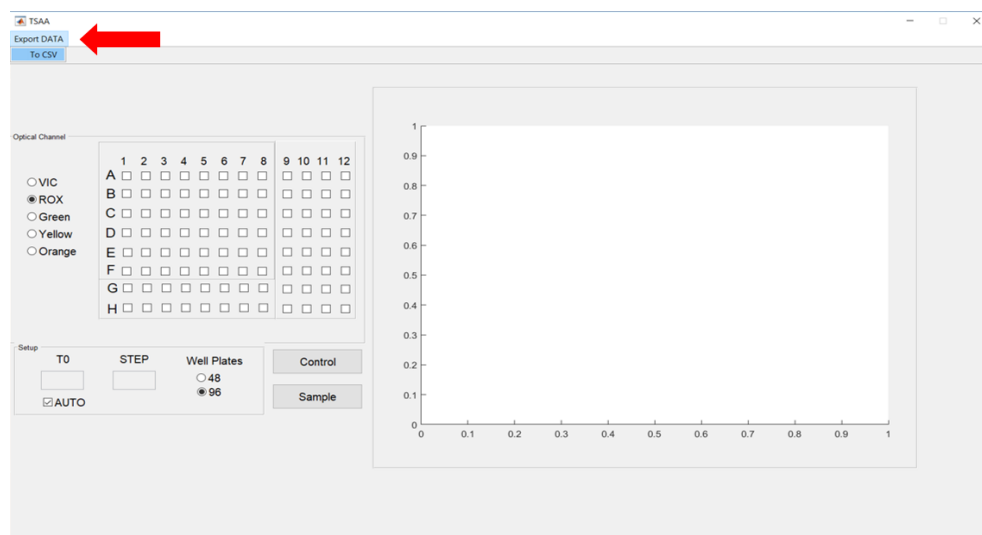 TSAA
Export DATA
To CSV
Optical Channel
1 2 3 4 5 6 7 8 9 10 11 12
A
B
C
D
E
F
G
H
VIC
ROX
Green
Yellow
Orange
Setup
T0 STEP Well Plates
48
96
AUTO
Control
Sample
1
0.9
0.8
0.7
0.6
0.5
0.4
0.3
0.2
0.1
0
0 0.1 0.2 0.3 0.4 0.5 0.6 0.7 0.8 0.9 1